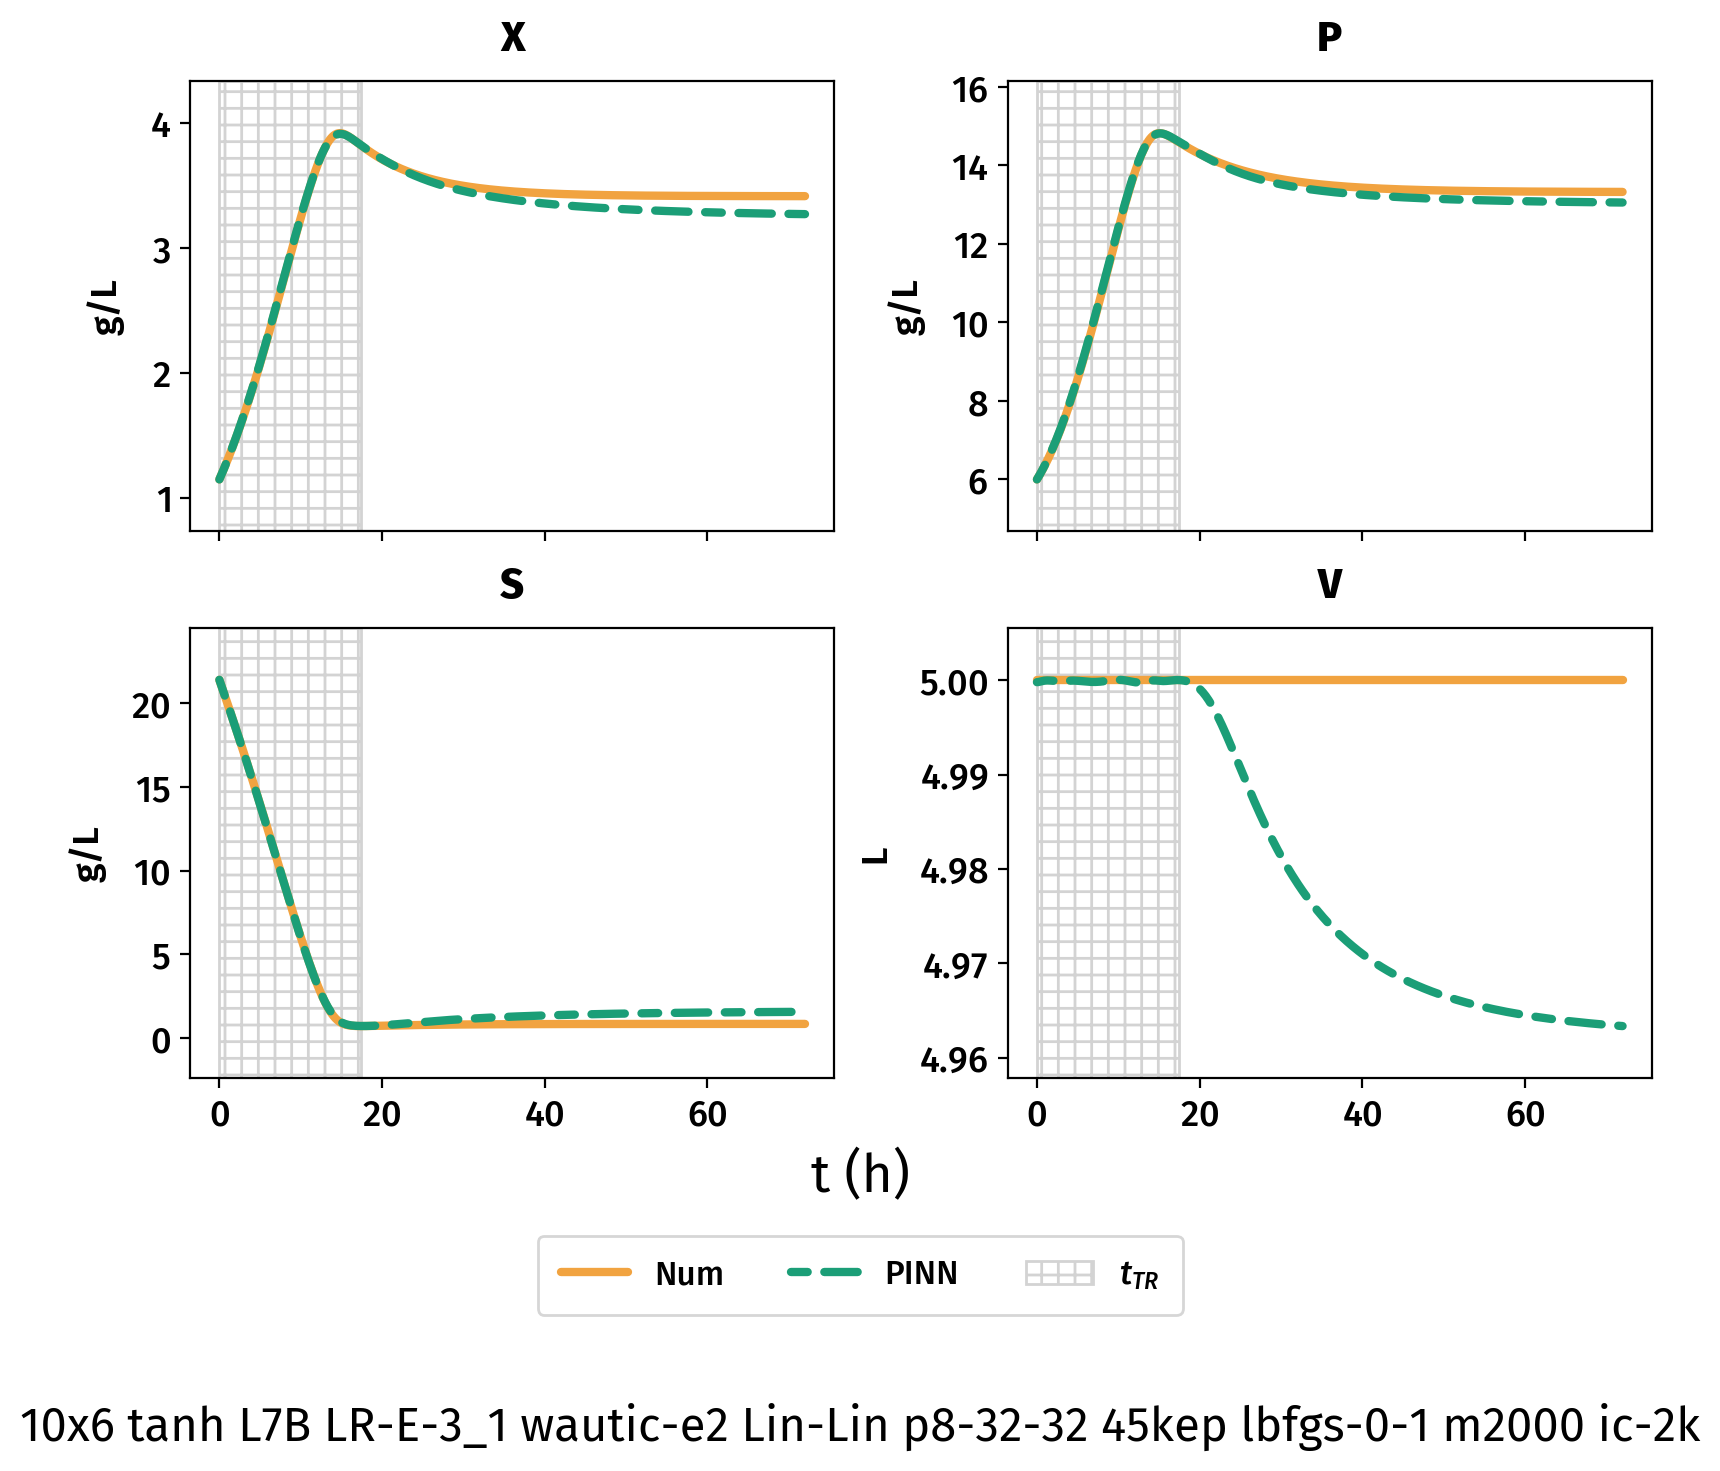 X
4
3
2
1
g/L
P
16
14
12
10
8
6
g/L
S
20
15
10
5
0
g/L
0 20 40 60
V
5.00
4.99
4.98
4.97
4.96
L
0 20 40 60
t (h)
Num PINN tTR
10x6 tanh L7B LR-E-3_1 wautic-e2 Lin-Lin p8-32-32 45kep lbfgs-0-1 m2000 ic-2k